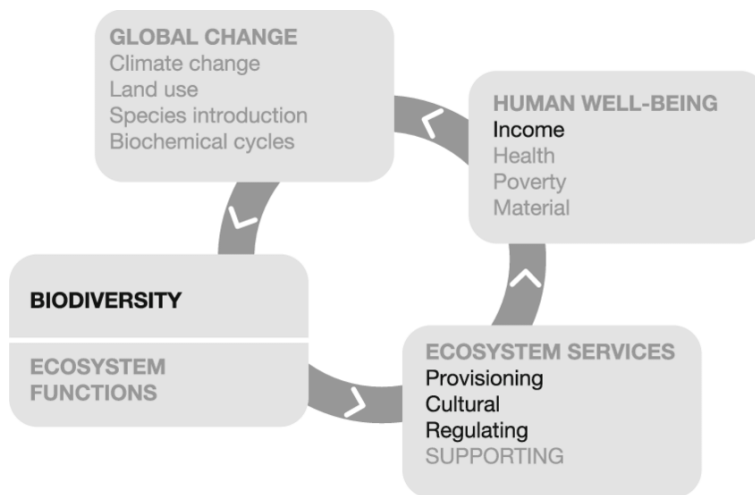 GLOBAL CHANGE
Climate change
Land use
Species introduction
Biochemical cycles
HUMAN WELL-BEING
Income
Health
Poverty
Material
BIODIVERSITY
ECOSYSTEM
FUNCTIONS
ECOSYSTEM SERVICES
Provisioning
Cultural
Regulating
SUPPORTING